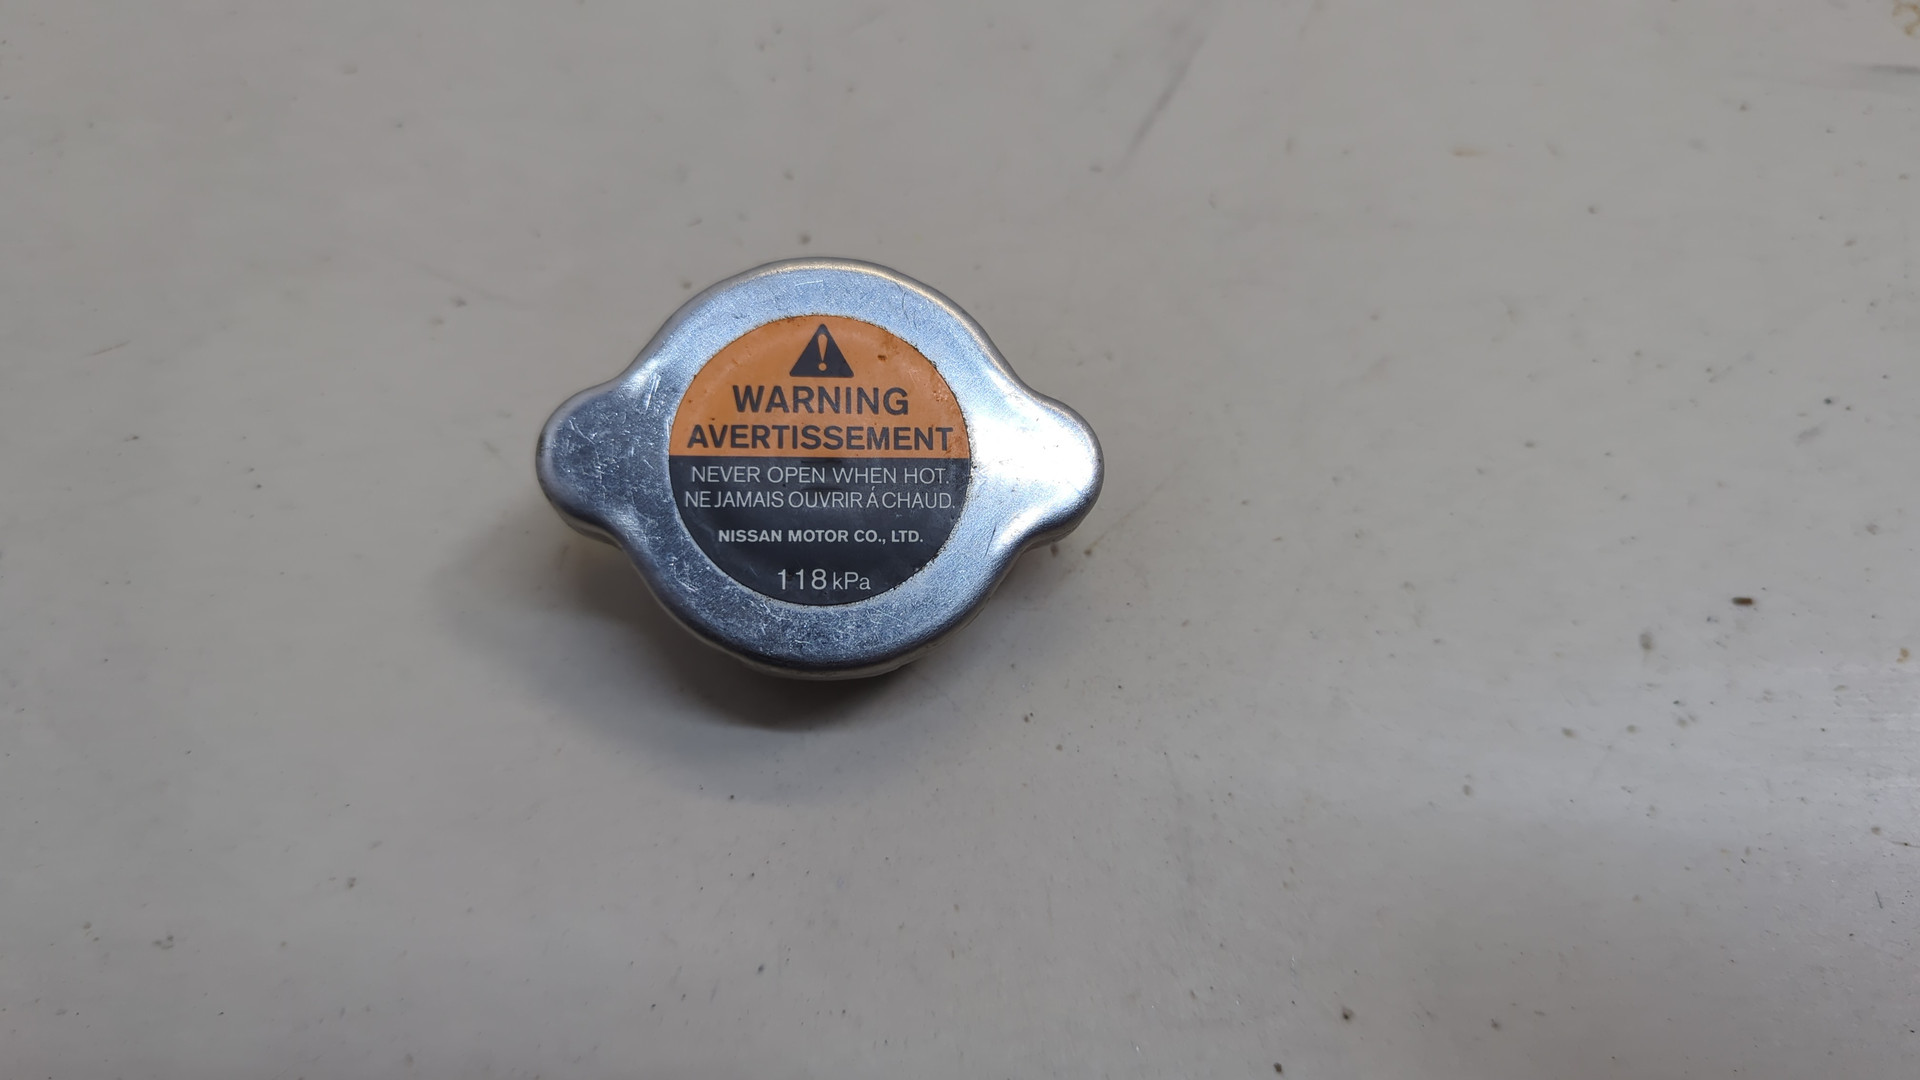 WARNING
AVERTISSEMENT
NEVER OPEN WHEN HOT.
NE JAMAIS OUVRIR Á CHAUD.
NISSAN MOTOR CO., LTD.
118 kPa